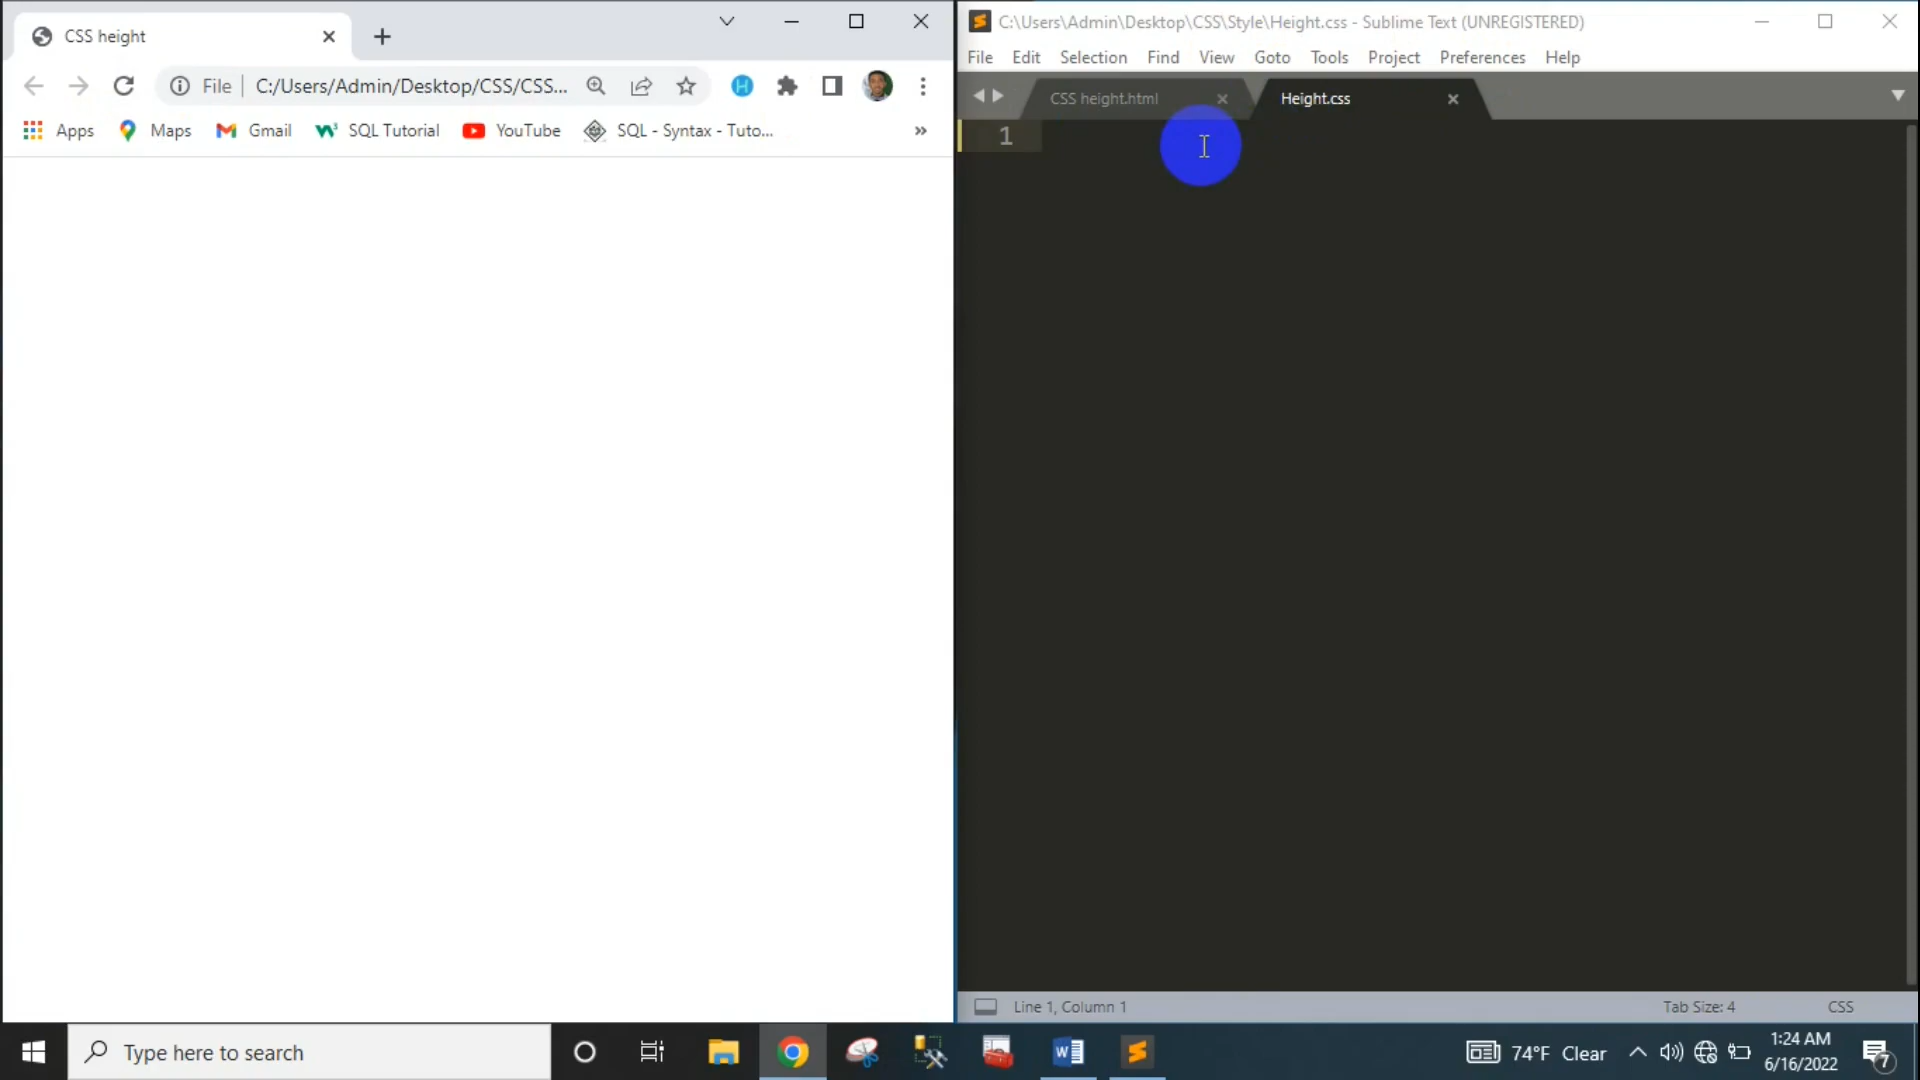 CSS height
File
C:/Users/Admin/Desktop/CSS/CSS...
Apps
Maps
Gmail
SQL Tutorial
YouTube
SQL - Syntax - Tuto...
»
C:\Users\Admin\Desktop\CSS\Style\Height.css - Sublime Text (UNREGISTERED)
File Edit Selection Find View Goto Tools Project Preferences Help
CSS height.html
Height.css
1
Line 1, Column 1
Tab Size: 4
CSS
Type here to search
74°F Clear
1:24 AM
6/16/2022
7